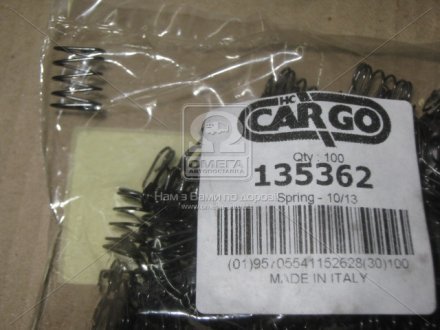 HC
CARGO
Qty : 100
135362
ОМЕГА
АВТОПОСТАВКА
Нам з Вами по дорозі
Spring - 10/13
(01)95705541152628(30)100
MADE IN ITALY